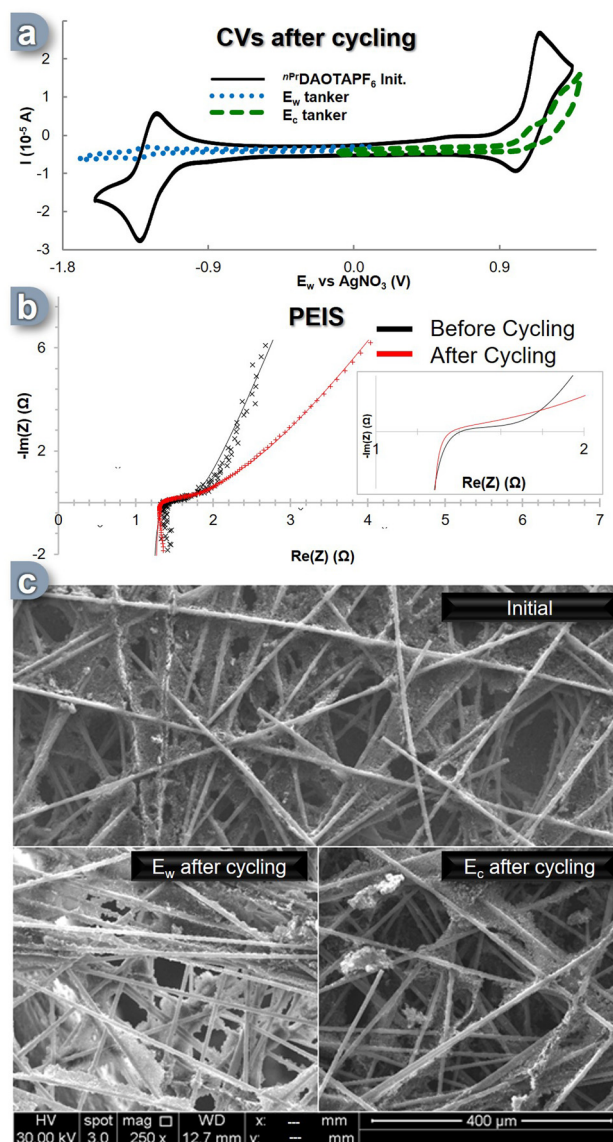 a
CVs after cycling
nPrDAOTAPF6 Init.
Ew tanker
Ec tanker
I (10-5 A)
2
1
0
-1
-2
-3
-1.8 -0.9 0.0 0.9
Ew vs AgNO3 (V)
b
PEIS
Before Cycling
After Cycling
-Im(Z) (Ω)
6
2
-2
0 1 2 3 4 5 6 7
Re(Z) (Ω)
-Im(z) (Ω)
1 2
Re(Z) (Ω)
c
Initial
Ew after cycling
Ec after cycling
HV spot mag □ WD x: --- mm 400 µm
30.00 kV 3.0 250 x 12.7 mm y: --- mm